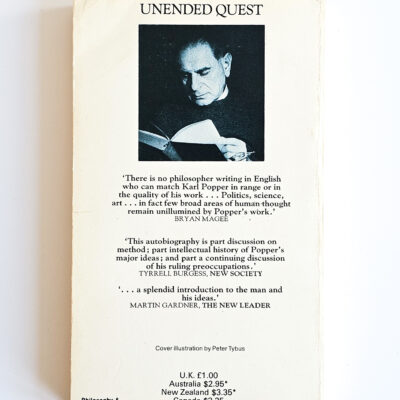 UNENDED QUEST
'There is no philosopher writing in English
who can match Karl Popper in range or in
the quality of his work . . . Politics, science,
art . . . in fact few broad areas of human thought
remain unillumined by Popper's work.'
BRYAN MAGEE
'This autobiography is part discussion on
method; part intellectual history of Popper's
major ideas; and part a continuing discussion
of his ruling preoccupations.'
TYRRELL BURGESS, NEW SOCIETY
'. . . a splendid introduction to the man and
his ideas.'
MARTIN GARDNER, THE NEW LEADER
Cover illustration by Peter Tybus
U.K. £1.00
Australia $2.95*
New Zealand $3.35*
Philosophy &